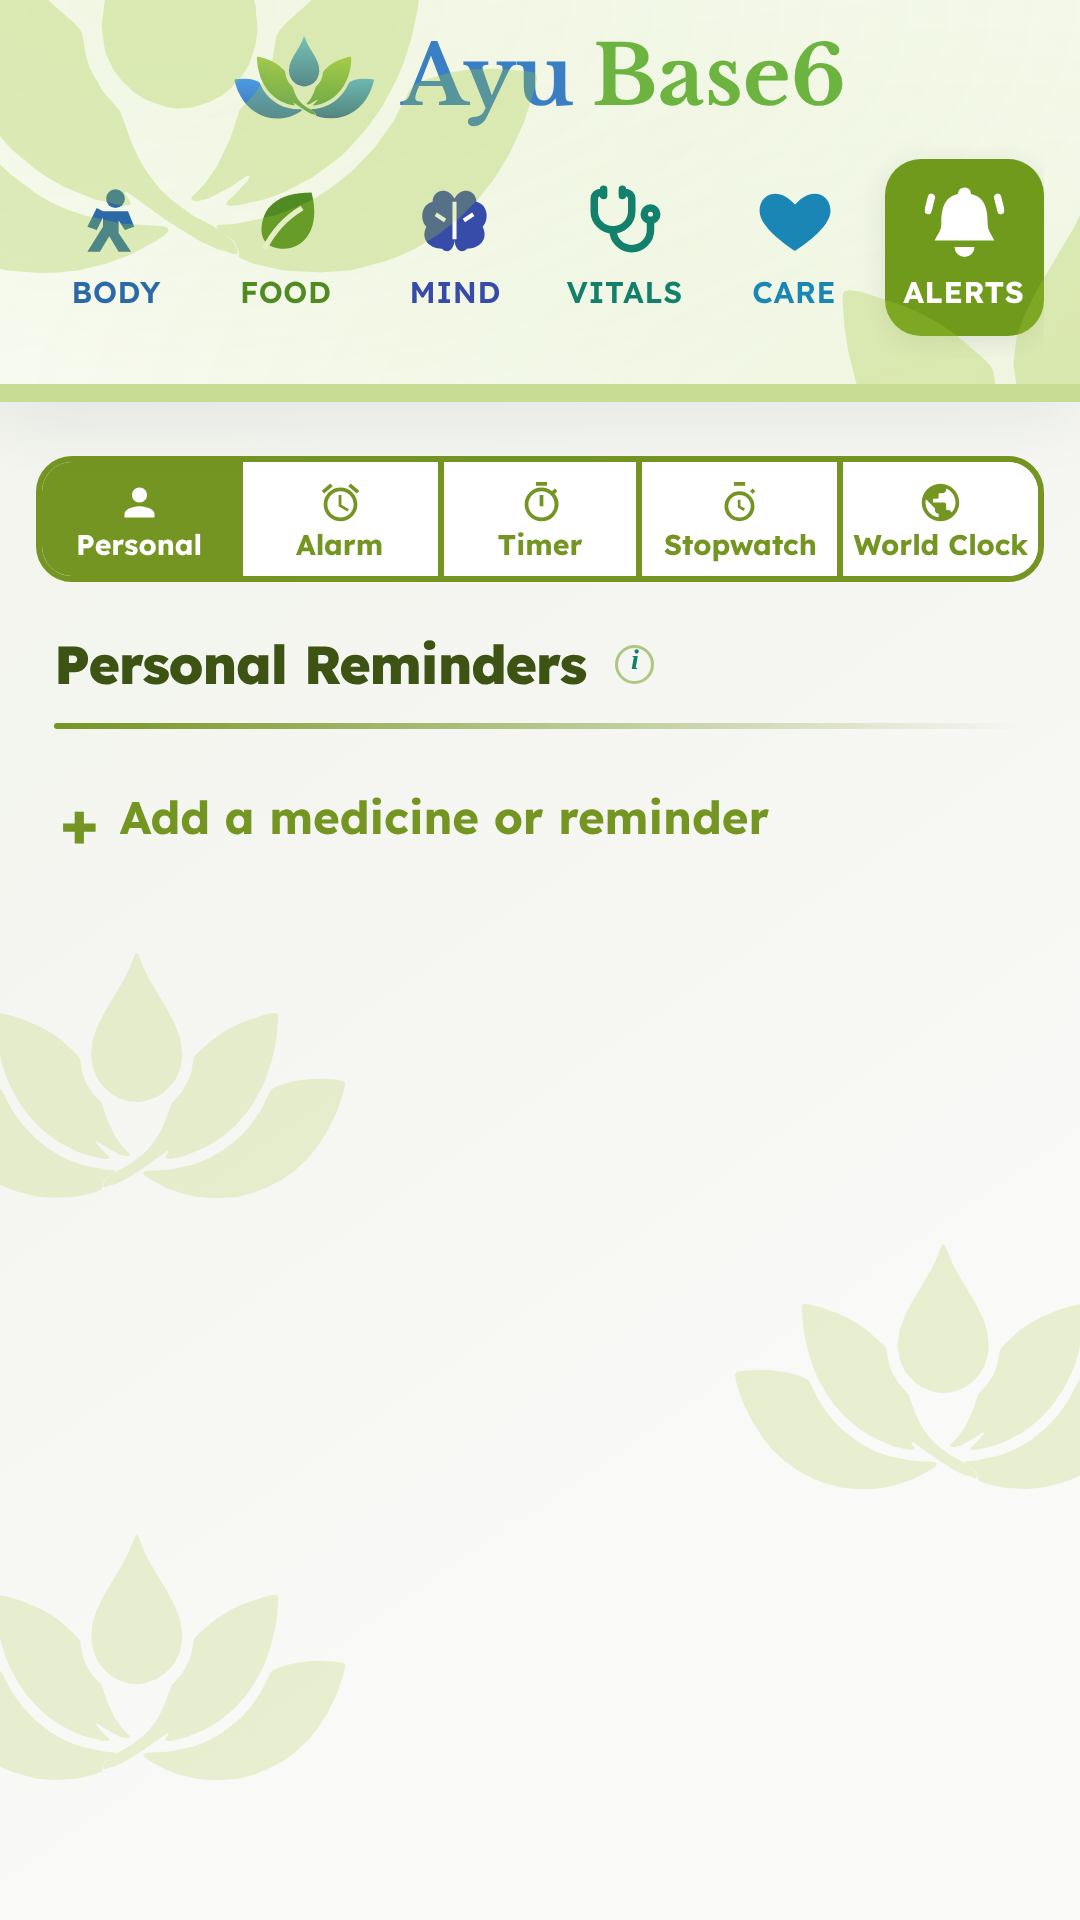 Ayu Base6
BODY FOOD MIND VITALS CARE ALERTS
Personal Alarm Timer Stopwatch World Clock
Personal Reminders i
+ Add a medicine or reminder